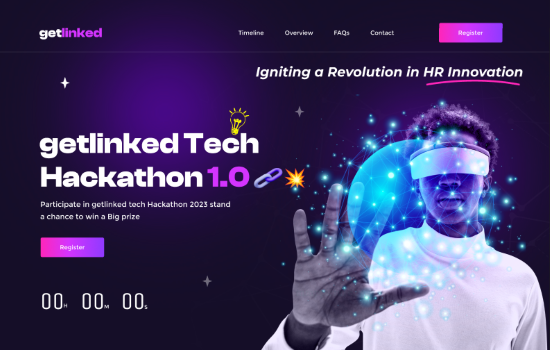 getlinked
Timeline Overview FAQs Contact Register
Igniting a Revolution in HR Innovation
getlinked Tech
Hackathon 1.0
Participate in getlinked tech Hackathon 2023 stand
a chance to win a Big prize
Register
00H 00M 00S